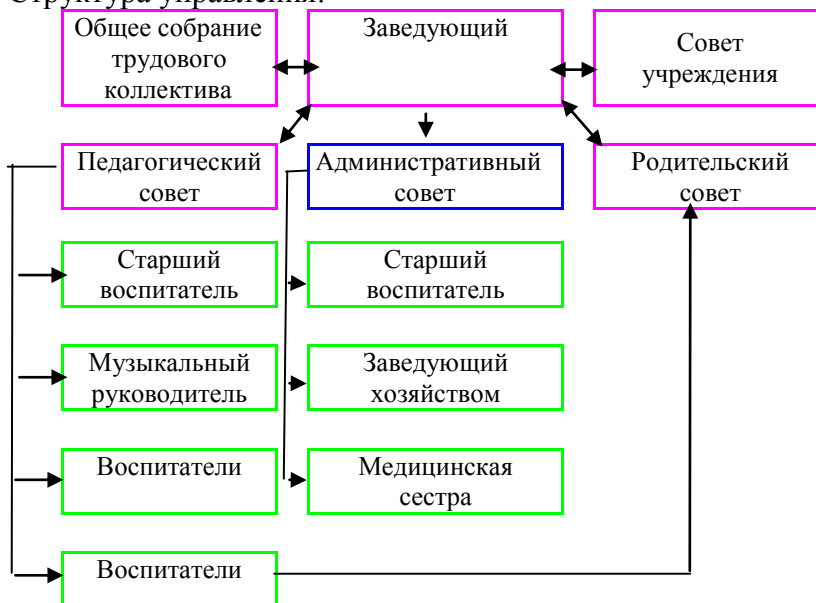 Структура управления:
Общее собрание
трудового
коллектива
Заведующий
Совет
учреждения
Педагогический
совет
Административный
совет
Родительский
совет
Старший
воспитатель
Старший
воспитатель
Музыкальный
руководитель
Заведующий
хозяйством
Воспитатели
Медицинская
сестра
Воспитатели